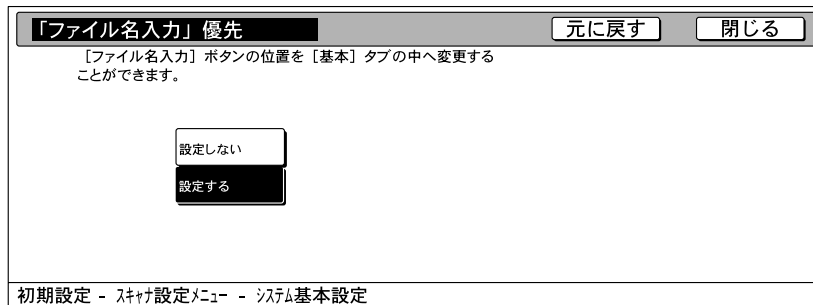 「ファイル名入力」優先 元に戻す 閉じる
［ファイル名入力］ボタンの位置を［基本］タブの中へ変更する
ことができます。
設定しない
設定する
初期設定 - ｽｷｬﾅ設定ﾒﾆｭｰ - ｼｽﾃﾑ基本設定